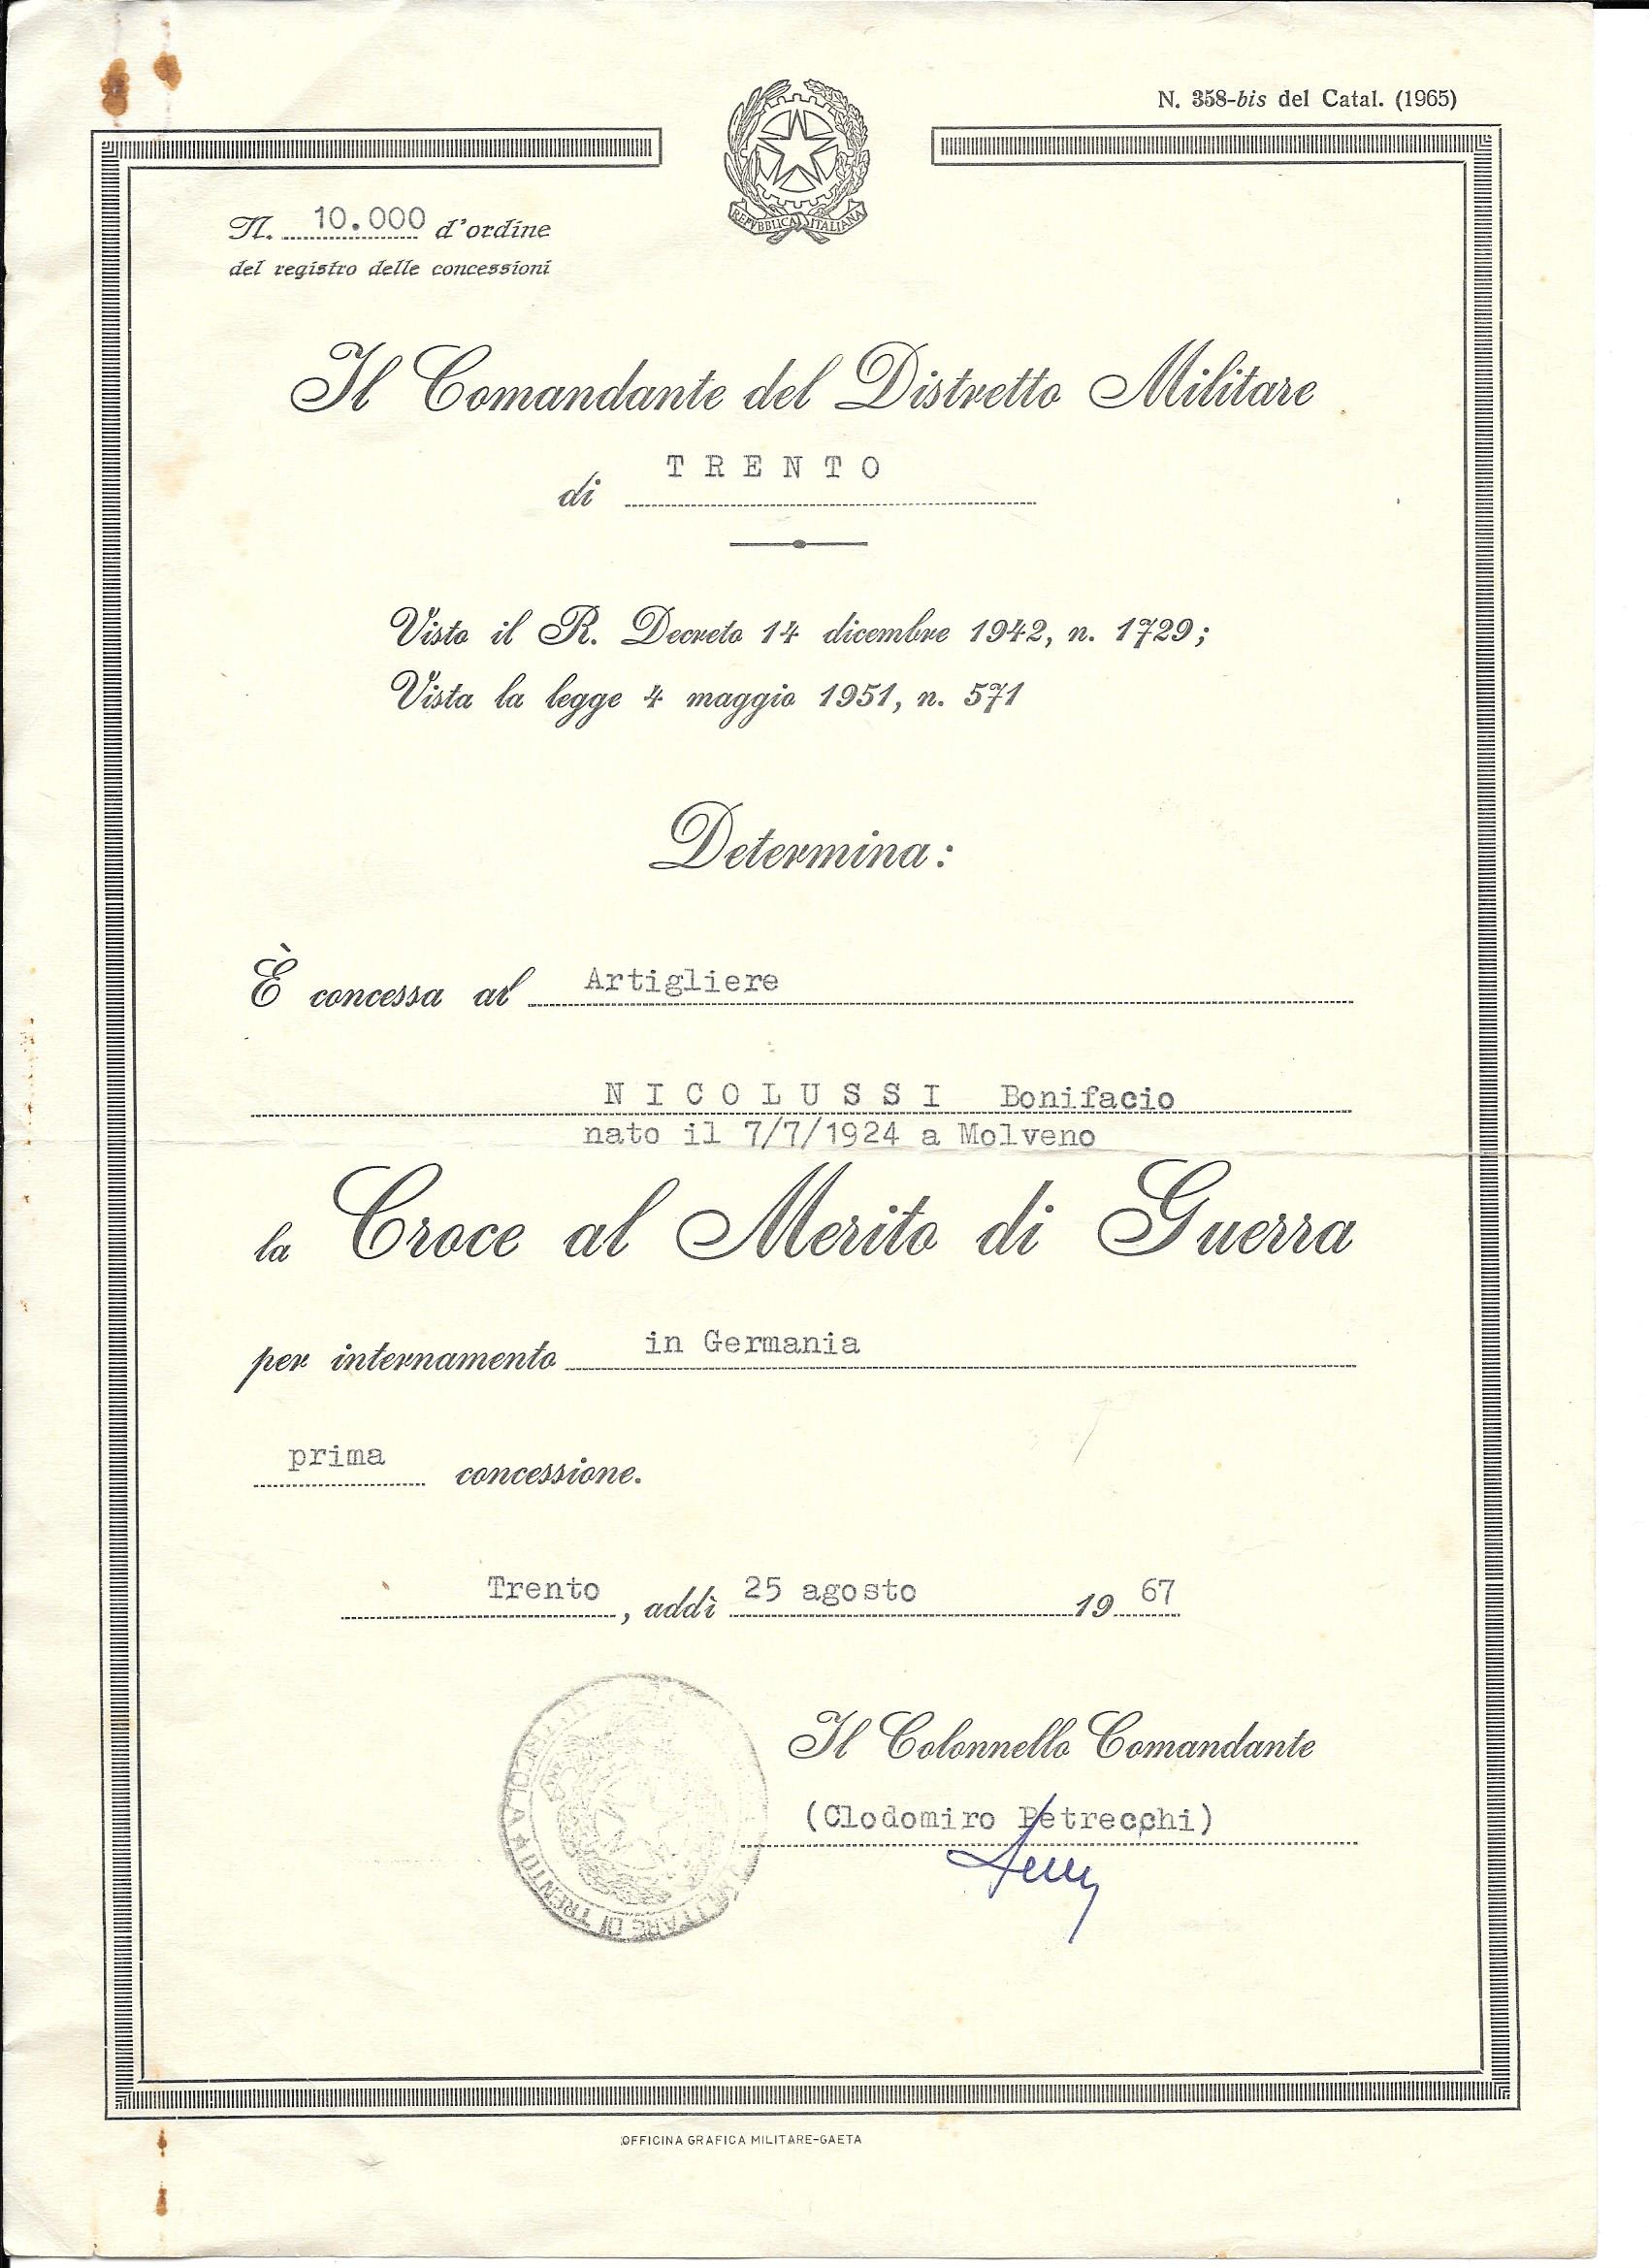 N. 358-bis del Catal. (1965)
REPVBBLICA ITALIANA
N. 10.000 d'ordine
del registro delle concessioni
Il Comandante del Distretto Militare
di TRENTO
Visto il R. Decreto 14 dicembre 1942, n. 1729;
Vista la legge 4 maggio 1951, n. 571
Determina:
È concessa al Artigliere
NICOLUSSI Bonifacio
nato il 7/7/1924 a Molveno
la Croce al Merito di Guerra
per internamento in Germania
prima concessione.
Trento, addì 25 agosto 1967
Il Colonnello Comandante
(Clodomiro Petrecchi)
MILITARE DI TRENTO
OFFICINA GRAFICA MILITARE-GAETA